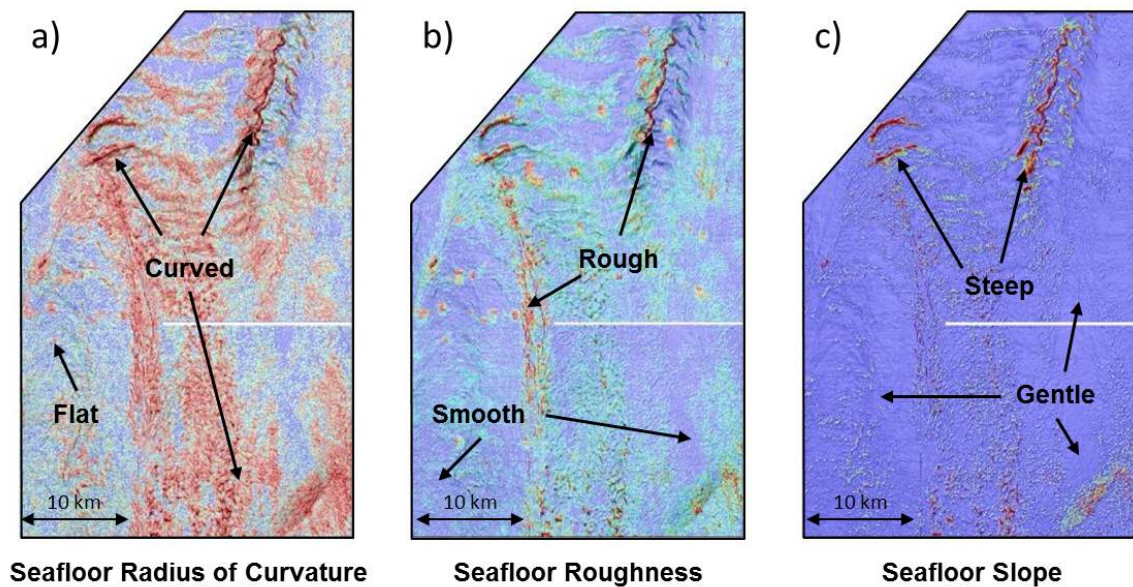 a)
Curved
Flat
10 km
Seafloor Radius of Curvature
b)
Rough
Smooth
10 km
Seafloor Roughness
c)
Steep
Gentle
10 km
Seafloor Slope